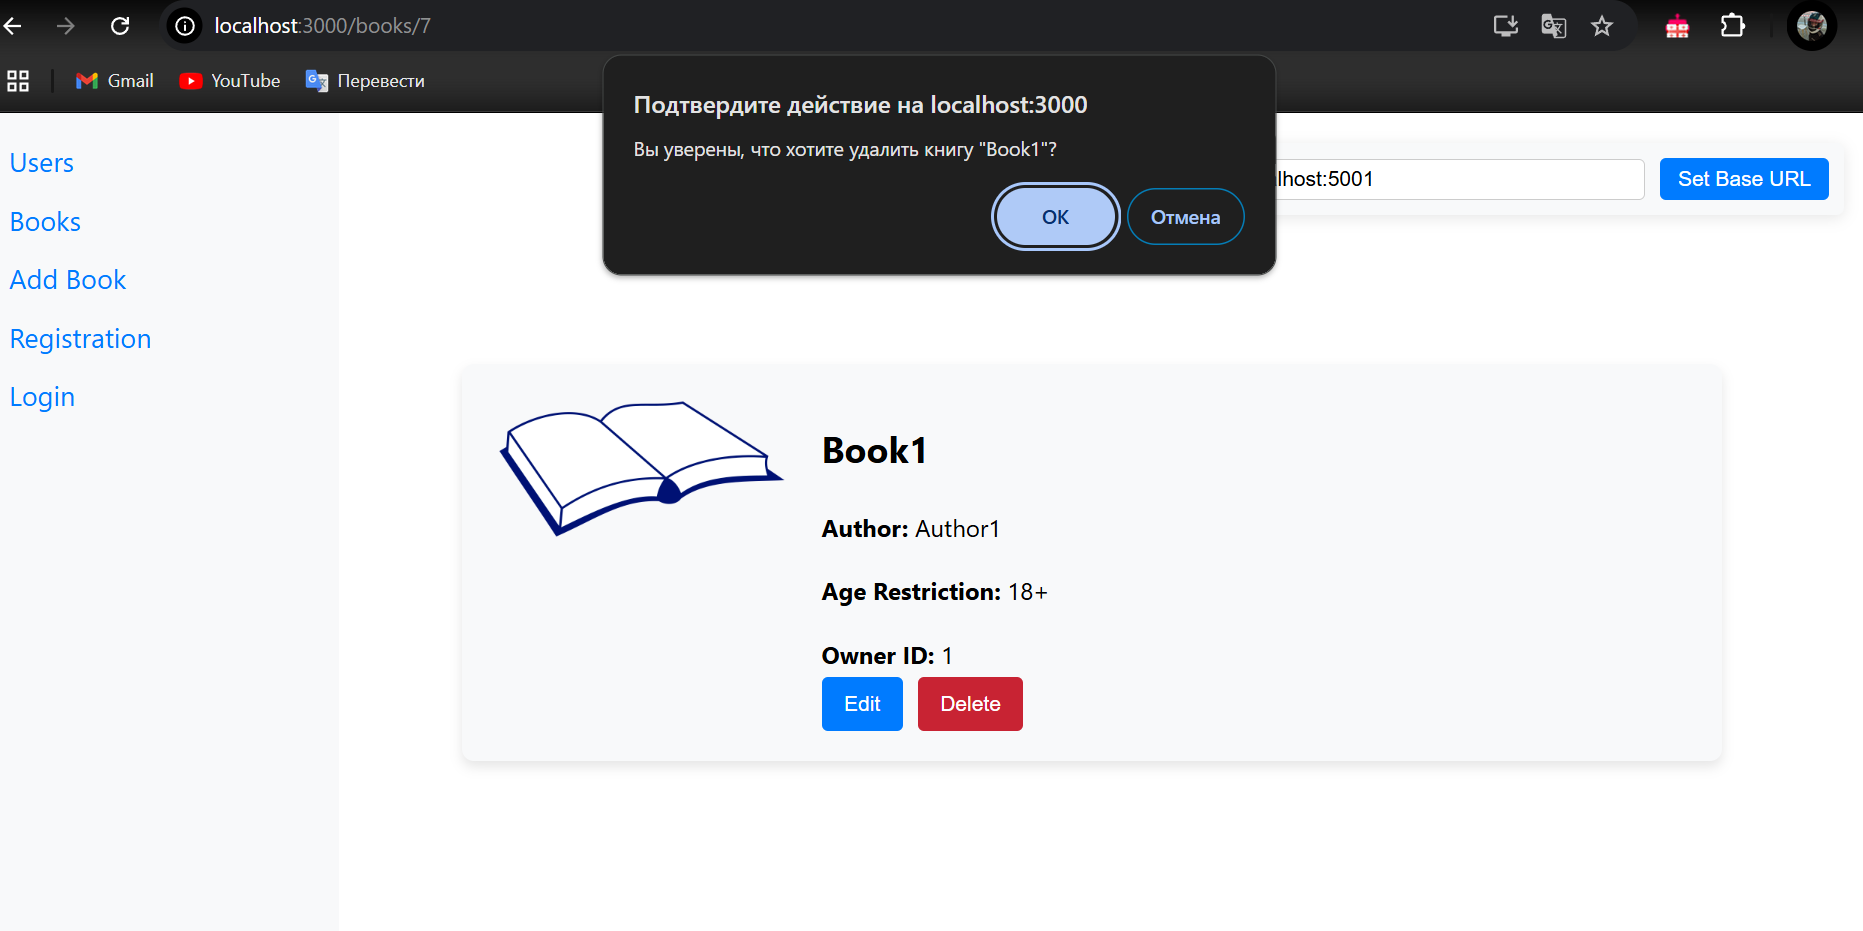 localhost:3000/books/7
Gmail
YouTube
Перевести
Подтвердите действие на localhost:3000
Вы уверены, что хотите удалить книгу "Book1"?
ОК
Отмена
lhost:5001
Set Base URL
Users
Books
Add Book
Registration
Login
Book1
Author: Author1
Age Restriction: 18+
Owner ID: 1
Edit
Delete